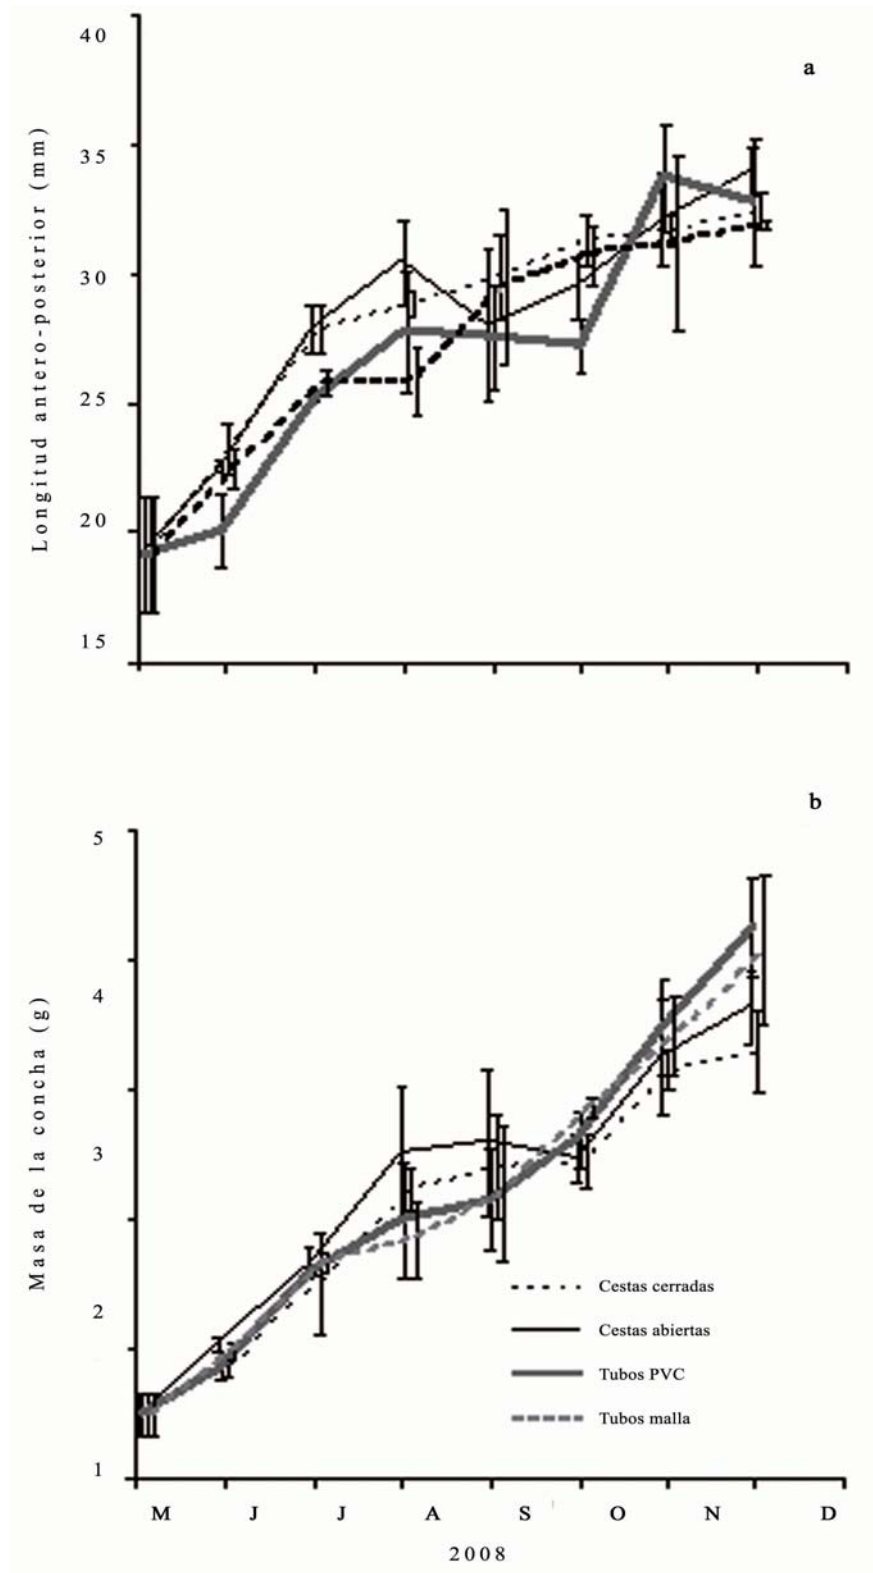 40
a
35
30
25
20
15
Longitud antero-posterior (mm)
b
5
4
3
2
1
Masa de la concha (g)
Cestas cerradas
Cestas abiertas
Tubos PVC
Tubos malla
M J J A S O N D
2008